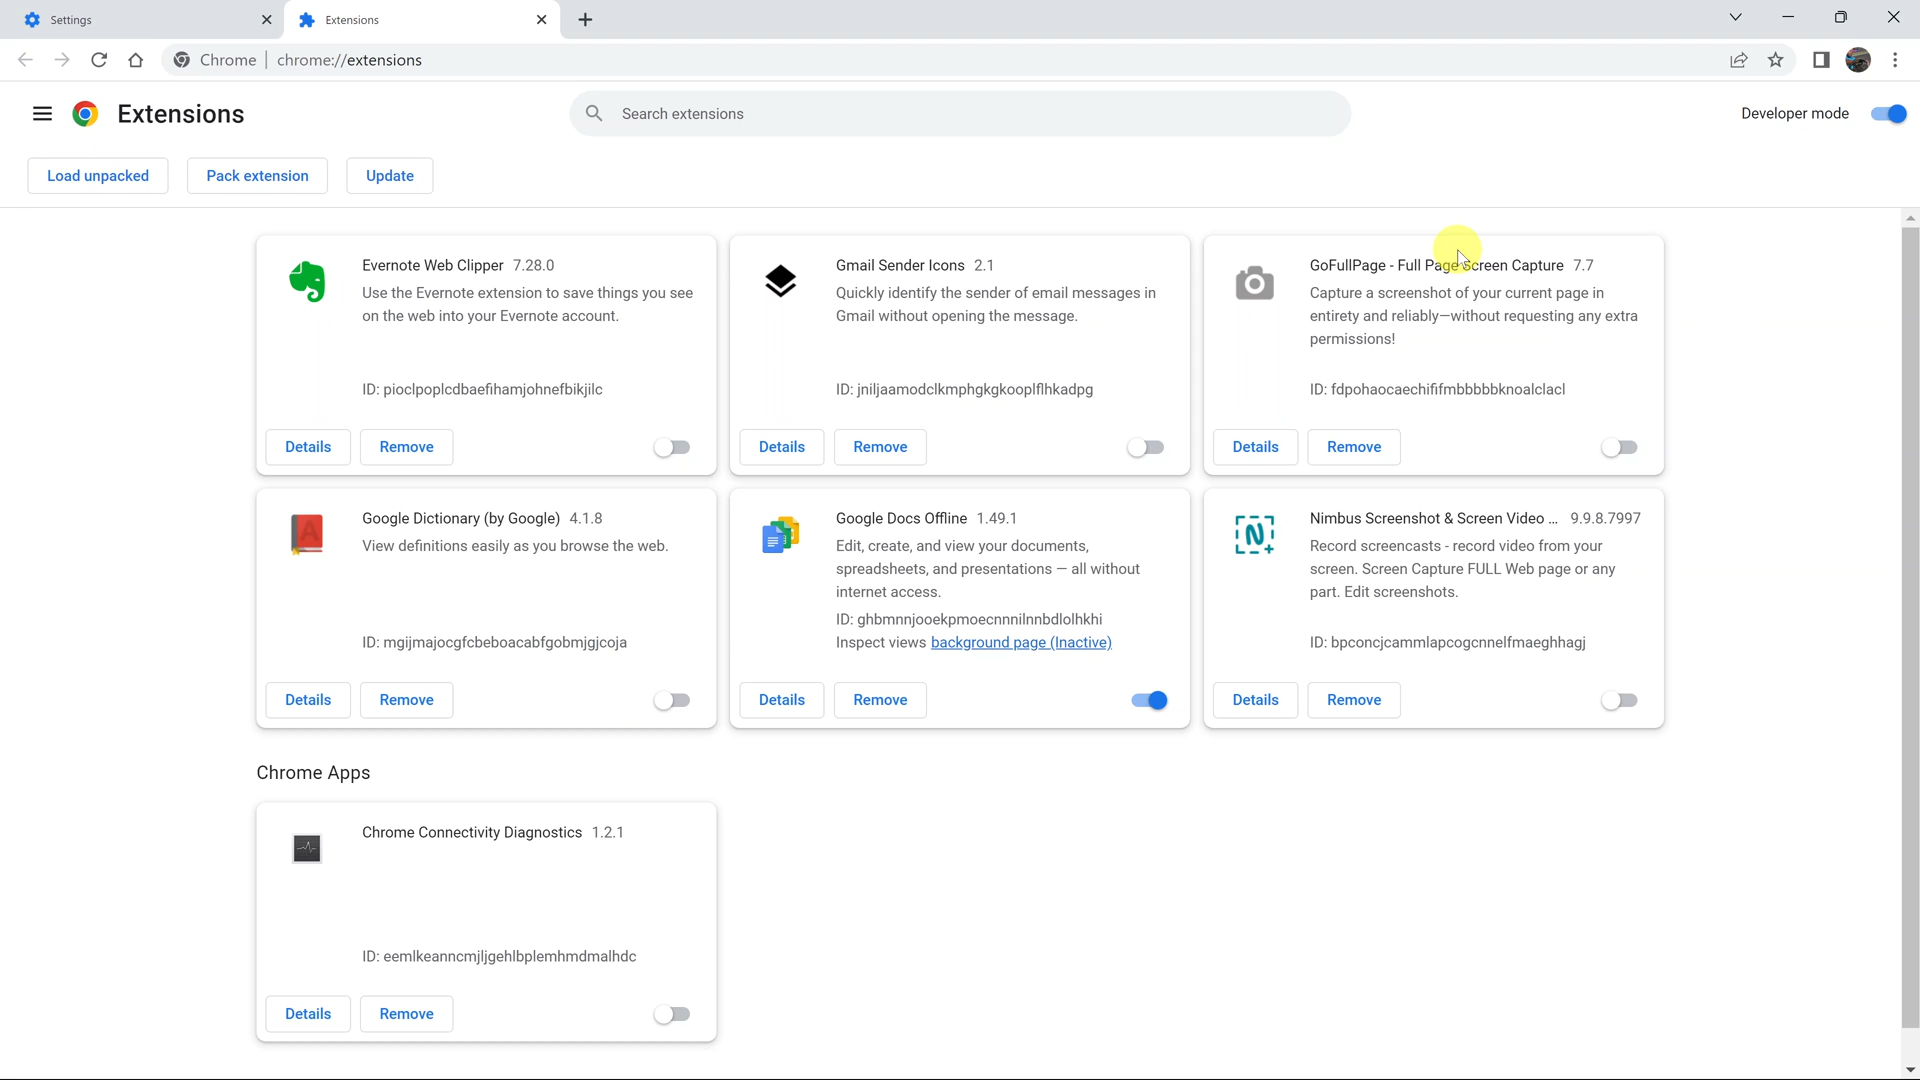 Settings
Extensions
Chrome | chrome://extensions
Extensions
Search extensions
Developer mode
Load unpacked
Pack extension
Update
Evernote Web Clipper 7.28.0
Use the Evernote extension to save things you see
on the web into your Evernote account.
ID: pioclpoplcdbaefihamjohnefbikjilc
Details
Remove
Gmail Sender Icons 2.1
Quickly identify the sender of email messages in
Gmail without opening the message.
ID: jniljaamodclkmphgkgkooplflhkadpg
Details
Remove
GoFullPage - Full Page Screen Capture 7.7
Capture a screenshot of your current page in
entirety and reliably—without requesting any extra
permissions!
ID: fdpohaocaechififmbbbbbknoalclacl
Details
Remove
Google Dictionary (by Google) 4.1.8
View definitions easily as you browse the web.
ID: mgijmajocgfcbeboacabfgobmjgjcoja
Details
Remove
Google Docs Offline 1.49.1
Edit, create, and view your documents,
spreadsheets, and presentations — all without
internet access.
ID: ghbmnnjooekpmoecnnnilnnbdlolhkhi
Inspect views background page (Inactive)
Details
Remove
Nimbus Screenshot & Screen Video ... 9.9.8.7997
Record screencasts - record video from your
screen. Screen Capture FULL Web page or any
part. Edit screenshots.
ID: bpconcjcammlapcogcnnelfmaeghhagj
Details
Remove
Chrome Apps
Chrome Connectivity Diagnostics 1.2.1
ID: eemlkeanncmjljgehlbplemhmdmalhdc
Details
Remove